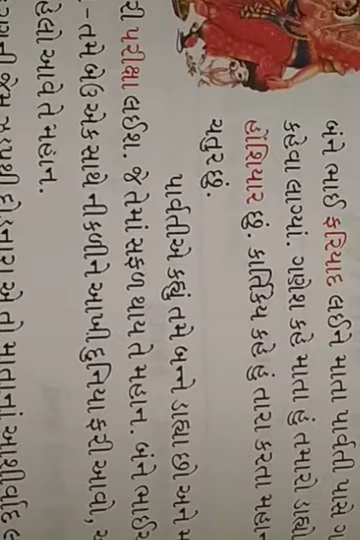 બંને ભાઈ ફરિયાદ લઈને માતા પાર્વતી પાસે
કહેવા લાગ્યાં. ગણેશ કહે માતા હું તમારો ડાહ્યો
હોંશિયાર છું. કાર્તિકેય કહે હું તારા કરતા મહાન
ચતુર છું.
પાર્વતીએ કહ્યું તમે બન્ને ડાહ્યા છો અને
રી પરીક્ષા લઈશ. જે તેમાં સફળ થાય તે મહાન. બંને ભાઈ
- તમે બેઉ એક સાથે નીકળીને આખી દુનિયા ફરી આવો,
હેલો આવે તે મહાન.
એ તો માતાનાં આશીર્વાદ